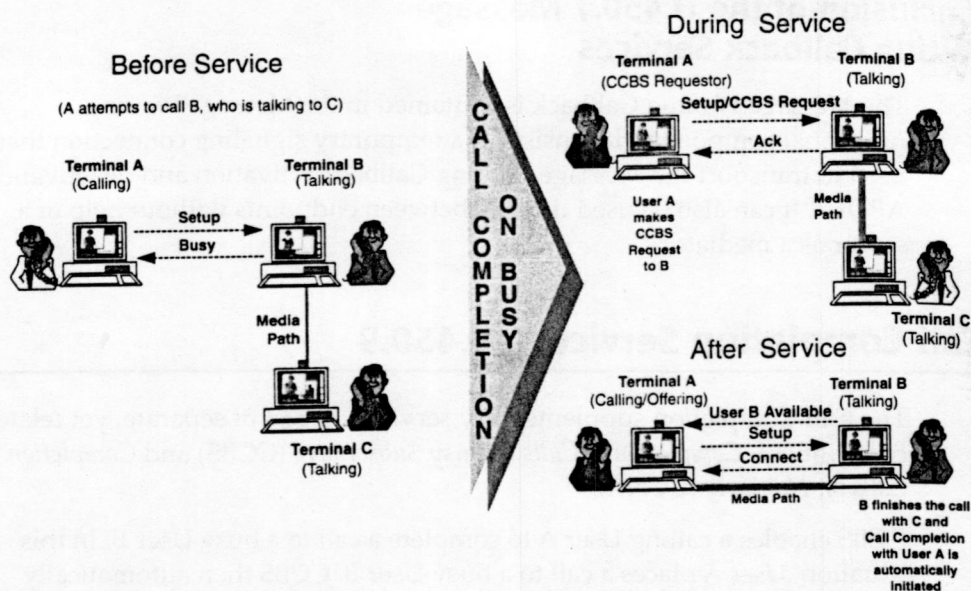 Before Service
(A attempts to call B, who is talking to C)
Terminal A
(Calling)
Terminal B
(Talking)
Setup
Busy
Media
Path
Terminal C
(Talking)
CALL COMPLETION
ON BUSY
During Service
Terminal A
(CCBS Requestor)
Terminal B
(Talking)
Setup/CCBS Request
Ack
User A
makes
CCBS
Request
to B
Media
Path
Terminal C
(Talking)
After Service
Terminal A
(Calling/Offering)
Terminal B
(Talking)
User B Available
Setup
Connect
Media Path
B finishes the call
with C and
Call Completion
with User A is
automatically
initiated